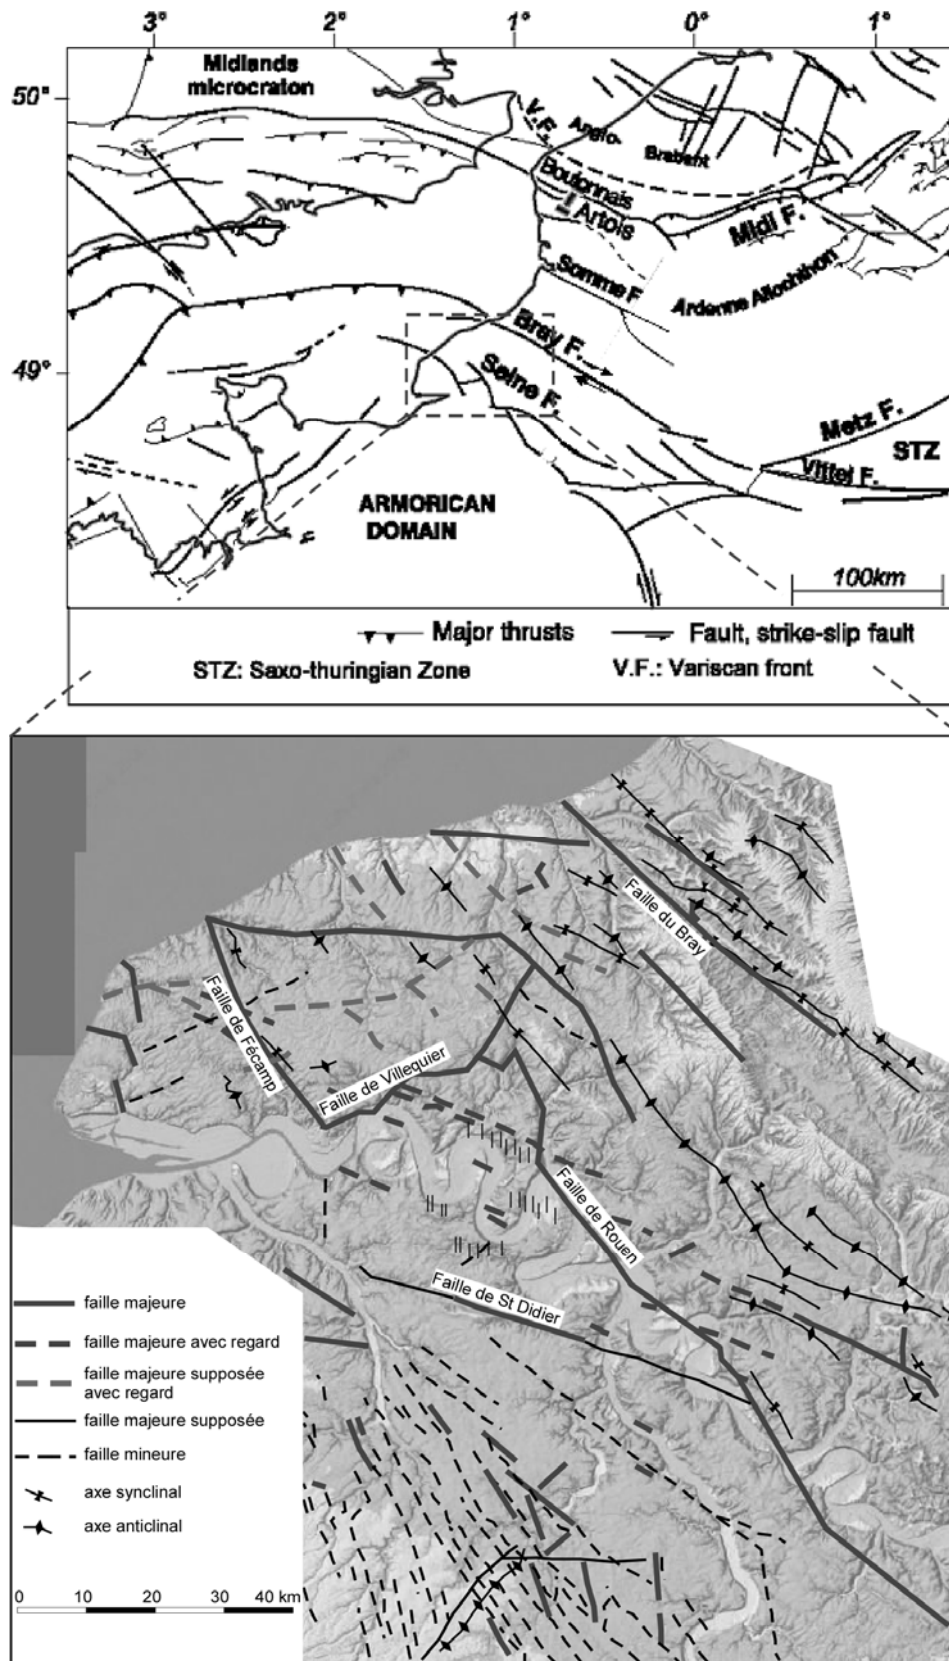 3° 2° 1° 0° 1°
50°
49°
Midlands
microcraton
V.F.
Anglo-
Brabant
Boulonnais
Artois
Midi F.
Somme F
Ardenne Allochthon
Bray F.
Seine F.
Metz F.
STZ
Vittel F.
ARMORICAN
DOMAIN
100km
Major thrusts
Fault, strike-slip fault
STZ: Saxo-thuringian Zone
V.F.: Variscan front
Faille du Bray
Faille de Fécamp
Faille de Villequier
Faille de Rouen
Faille de St Didier
faille majeure
faille majeure avec regard
faille majeure supposée
avec regard
faille majeure supposée
faille mineure
axe synclinal
axe anticlinal
0 10 20 30 40 km